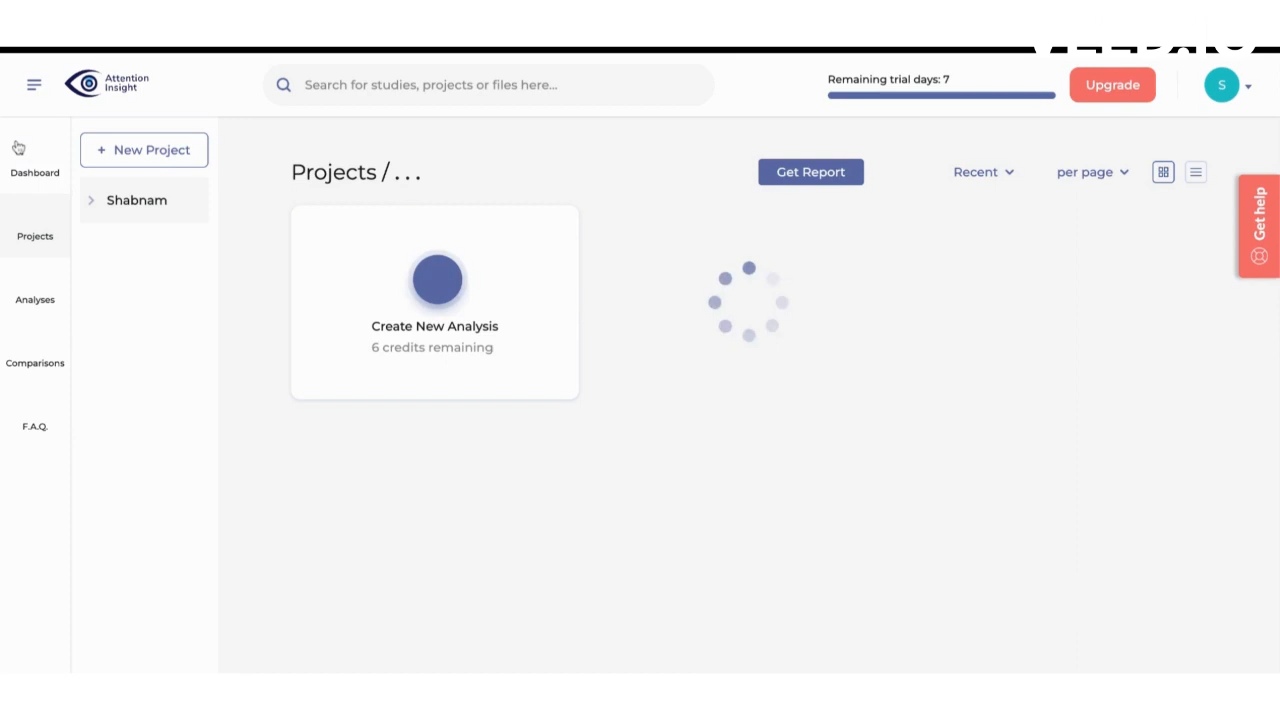 Attention
Insight
Search for studies, projects or files here...
Remaining trial days: 7
Upgrade
S
Dashboard
Projects
Analyses
Comparisons
F.A.Q.
+ New Project
Shabnam
Projects / . . .
Get Report
Recent
per page
Create New Analysis
6 credits remaining
Get help